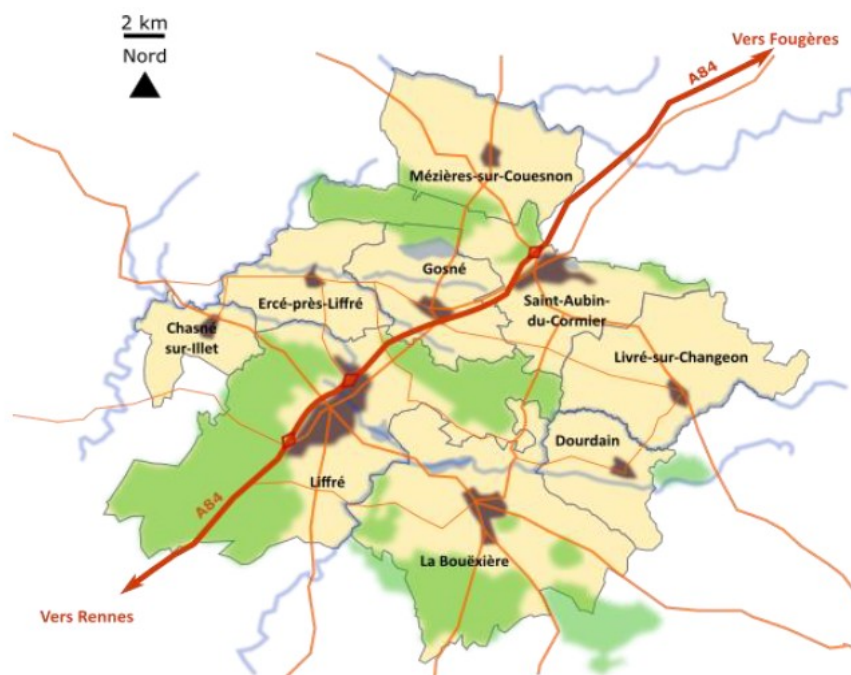 2 km
Nord
Vers Fougères
A84
Mézières-sur-Couesnon
Gosné
Ercé-près-Liffré
Saint-Aubin-
du-Cormier
Chasné
sur-Illet
Livré-sur-Changeon
Dourdain
Liffré
A84
La Bouëxière
Vers Rennes